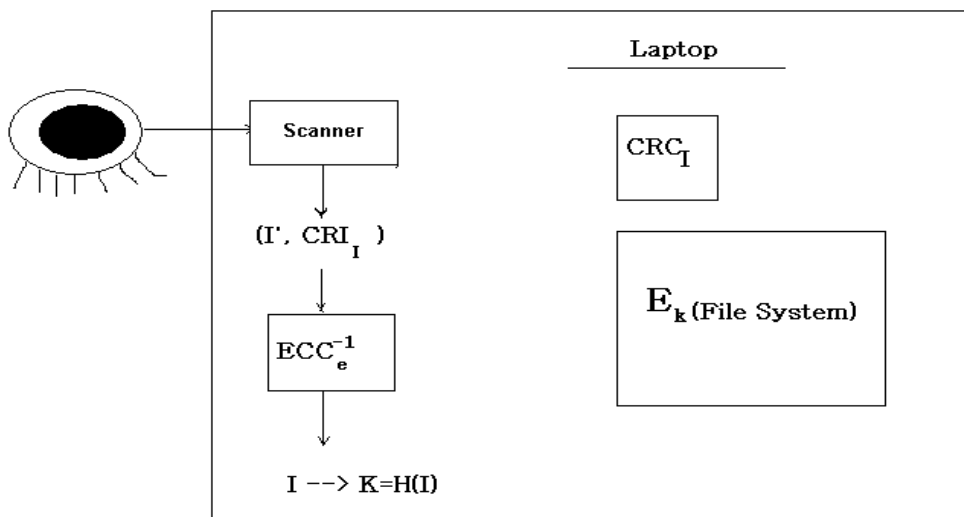 Laptop
Scanner
CRC_I
(I', CRI_I )
E_k (File System)
ECC_e^-1
I --> K=H(I)